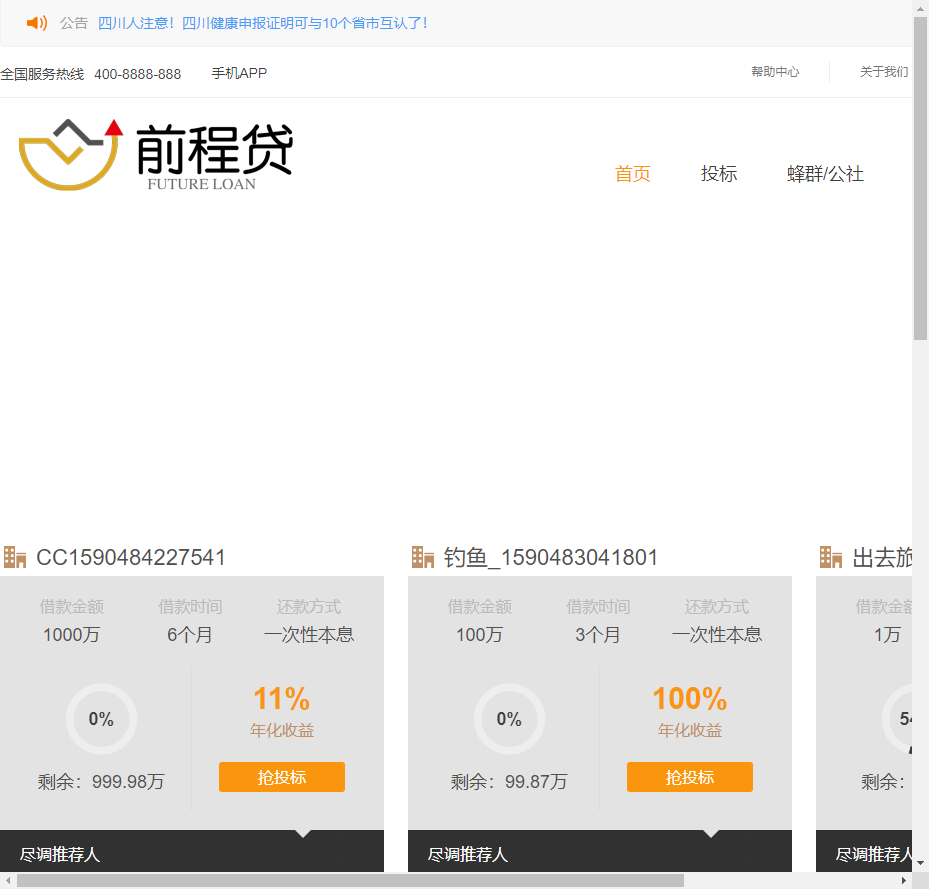 公告 四川人注意！四川健康申报证明可与10个省市互认了！
全国服务热线 400-8888-888 手机APP 帮助中心 关于我们
前程贷
FUTURE LOAN
首页 投标 蜂群/公社
CC1590484227541 钓鱼_1590483041801 出去旅
借款金额 借款时间 还款方式 借款金额 借款时间 还款方式 借款金额
1000万 6个月 一次性本息 100万 3个月 一次性本息 1万
11% 100%
0% 0% 54
年化收益 年化收益
剩余：999.98万 抢投标 剩余：99.87万 抢投标 剩余：
尽调推荐人 尽调推荐人 尽调推荐人